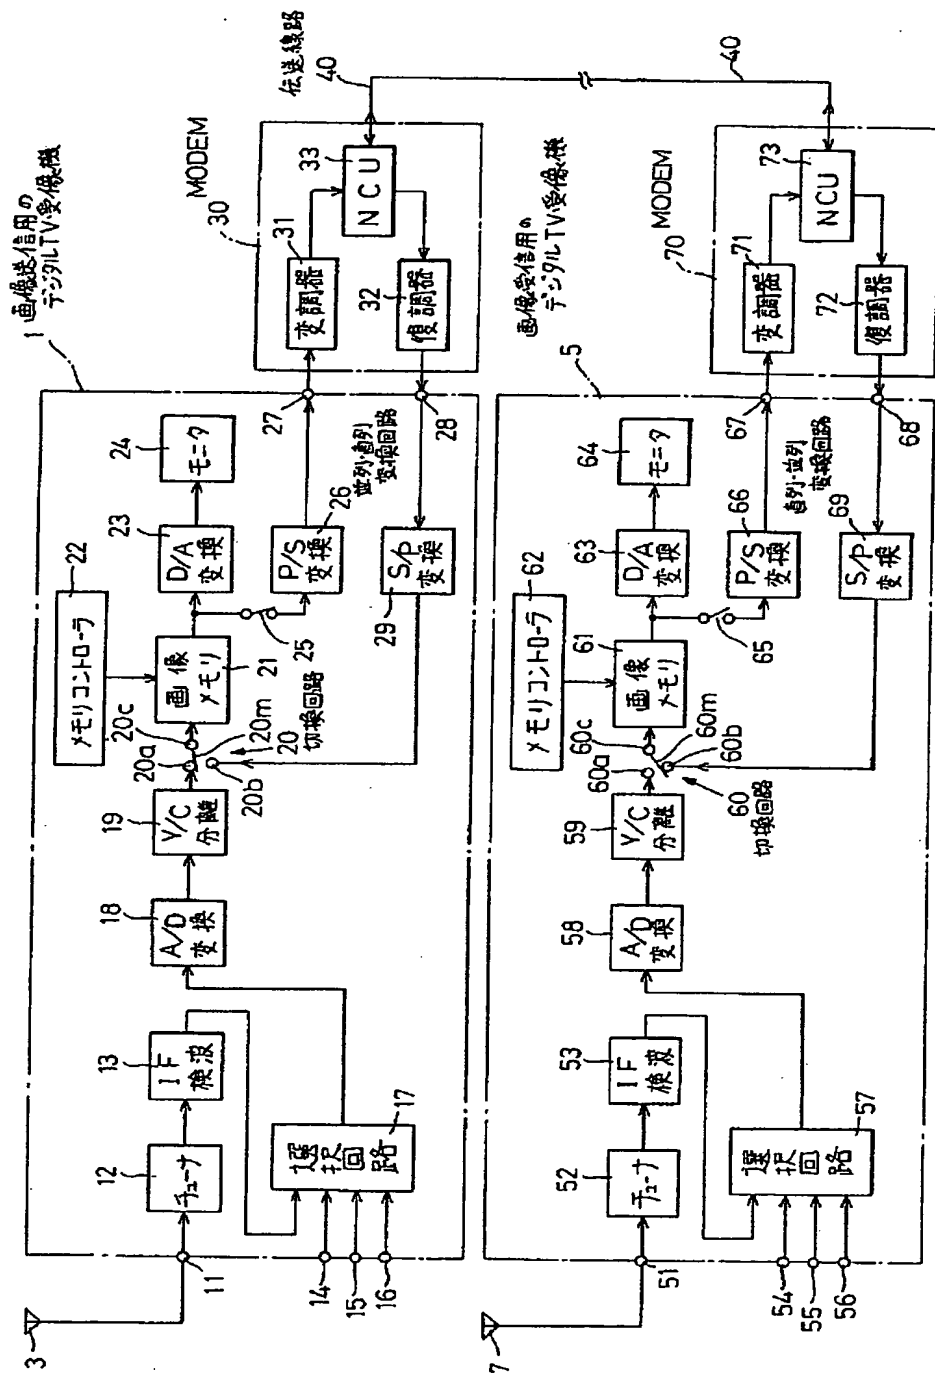 1 画像送信用の
デジタルTV受像機
3
11
12
チューナ
13
IF
検波
14
15
16
17
選択回路
18
A/D
変換
19
Y/C
分離
20a
20c
20m
20b
20
切換回路
21
画像
メモリ
22
メモリコントローラ
23
D/A
変換
24
モニタ
25
26
P/S
変換
並列・直列
変換回路
27
28
29
S/P
変換
MODEM
30
31
変調器
32
復調器
33
NCU
伝送線路
40
40
画像受信用の
デジタルTV受像機
5
7
51
52
チューナ
53
IF
検波
54
55
56
57
選択回路
58
A/D
変換
59
Y/C
分離
60a
60c
60m
60b
60
切換回路
61
画像
メモリ
62
メモリコントローラ
63
D/A
変換
64
モニタ
65
66
P/S
変換
直列・並列
変換回路
67
68
69
S/P
変換
MODEM
70
71
変調器
72
復調器
73
NCU